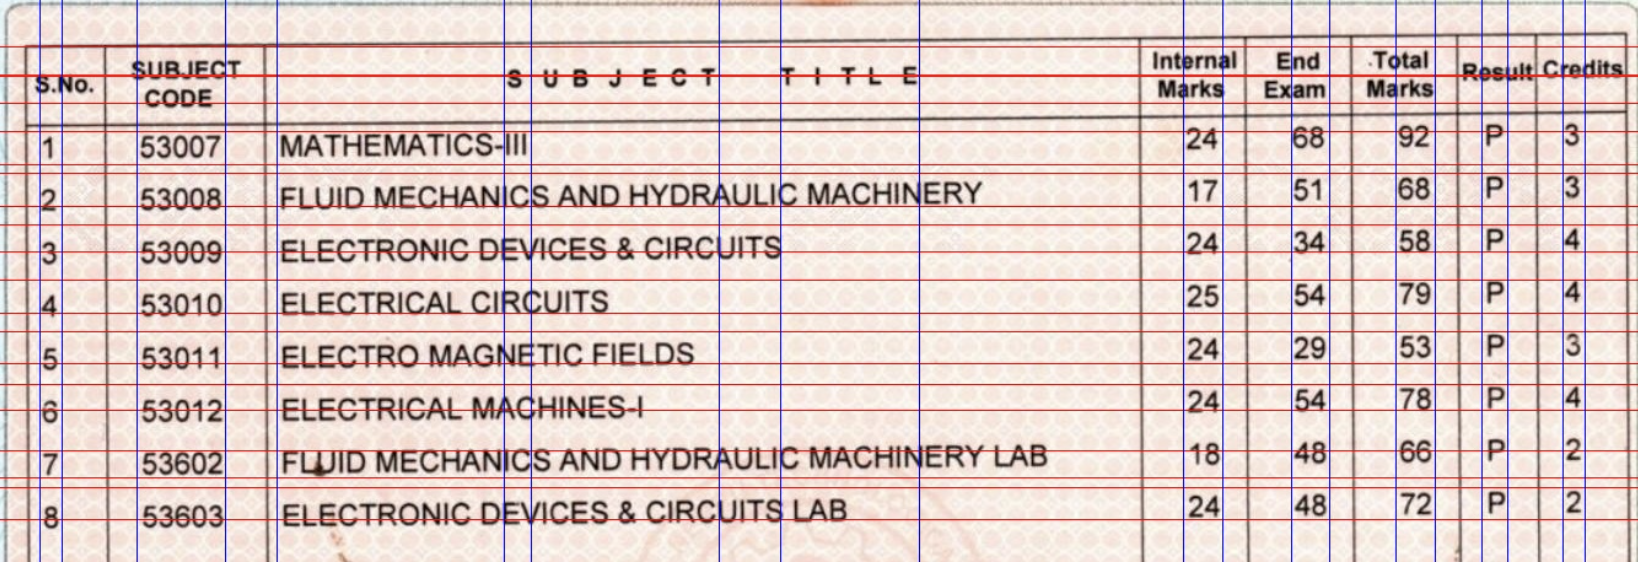 S.No. SUBJECT CODE SUBJECT TITLE Internal Marks End Exam Total Marks Result Credits
1 53007 MATHEMATICS-III 24 68 92 P 3
2 53008 FLUID MECHANICS AND HYDRAULIC MACHINERY 17 51 68 P 3
3 53009 ELECTRONIC DEVICES & CIRCUITS 24 34 58 P 4
4 53010 ELECTRICAL CIRCUITS 25 54 79 P 4
5 53011 ELECTRO MAGNETIC FIELDS 24 29 53 P 3
6 53012 ELECTRICAL MACHINES-I 24 54 78 P 4
7 53602 FLUID MECHANICS AND HYDRAULIC MACHINERY LAB 18 48 66 P 2
8 53603 ELECTRONIC DEVICES & CIRCUITS LAB 24 48 72 P 2